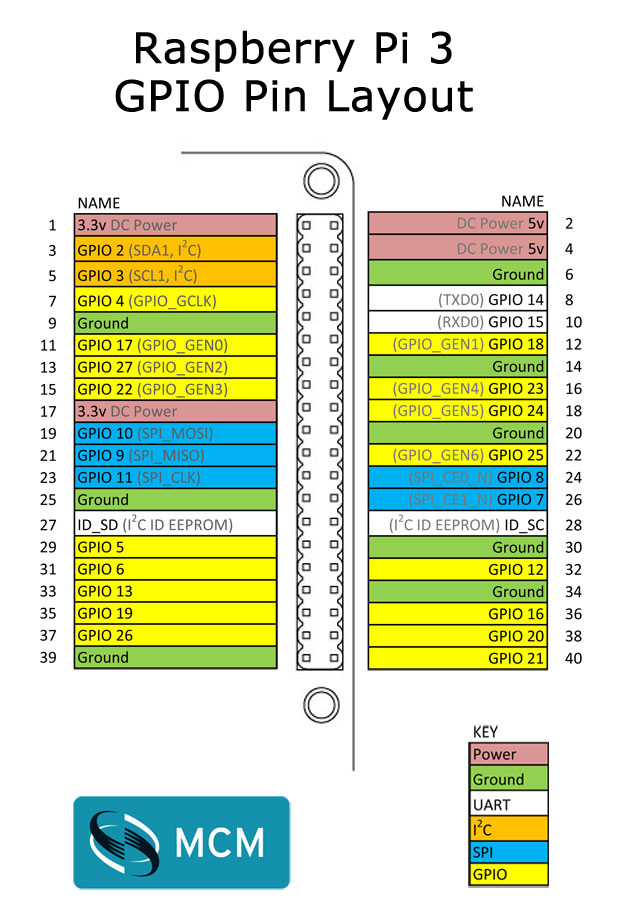 Raspberry Pi 3
GPIO Pin Layout
NAME NAME
1 3.3v DC Power DC Power 5v 2
3 GPIO 2 (SDA1, I²C) DC Power 5v 4
5 GPIO 3 (SCL1, I²C) Ground 6
7 GPIO 4 (GPIO_GCLK) (TXD0) GPIO 14 8
9 Ground (RXD0) GPIO 15 10
11 GPIO 17 (GPIO_GEN0) (GPIO_GEN1) GPIO 18 12
13 GPIO 27 (GPIO_GEN2) Ground 14
15 GPIO 22 (GPIO_GEN3) (GPIO_GEN4) GPIO 23 16
17 3.3v DC Power (GPIO_GEN5) GPIO 24 18
19 GPIO 10 (SPI_MOSI) Ground 20
21 GPIO 9 (SPI_MISO) (GPIO_GEN6) GPIO 25 22
23 GPIO 11 (SPI_CLK) (SPI_CE0_N) GPIO 8 24
25 Ground (SPI_CE1_N) GPIO 7 26
27 ID_SD (I²C ID EEPROM) (I²C ID EEPROM) ID_SC 28
29 GPIO 5 Ground 30
31 GPIO 6 GPIO 12 32
33 GPIO 13 Ground 34
35 GPIO 19 GPIO 16 36
37 GPIO 26 GPIO 20 38
39 Ground GPIO 21 40
KEY
Power
Ground
UART
I²C
SPI
GPIO
MCM